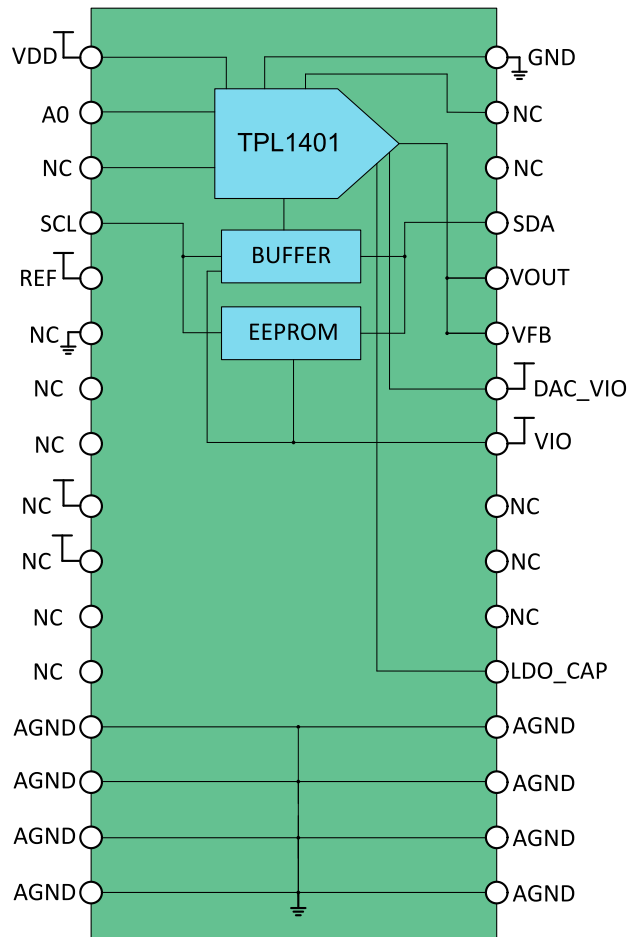 VDD
GND
A0
NC
TPL1401
NC
NC
SCL
SDA
BUFFER
REF
VOUT
EEPROM
NC
VFB
NC
DAC_VIO
NC
VIO
NC
NC
NC
NC
NC
NC
NC
LDO_CAP
AGND
AGND
AGND
AGND
AGND
AGND
AGND
AGND